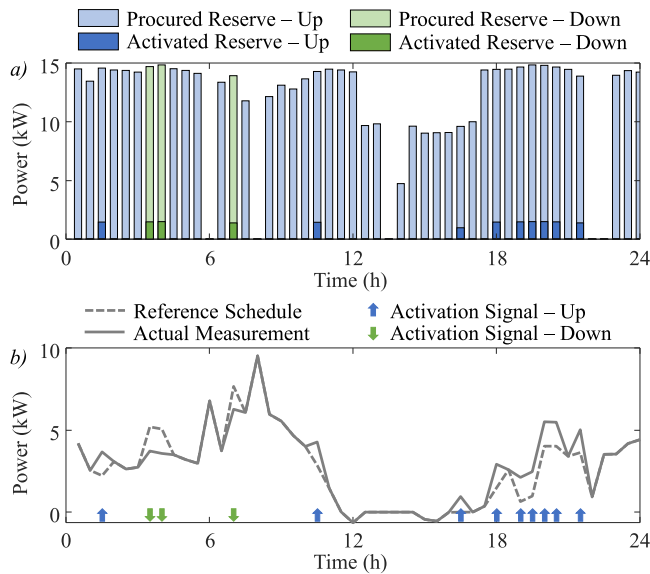 Procured Reserve – Up Procured Reserve – Down
Activated Reserve – Up Activated Reserve – Down
a)
15
10
5
0
Power (kW)
0 6 12 18 24
Time (h)
Reference Schedule Activation Signal – Up
Actual Measurement Activation Signal – Down
b)
10
5
0
Power (kW)
0 6 12 18 24
Time (h)